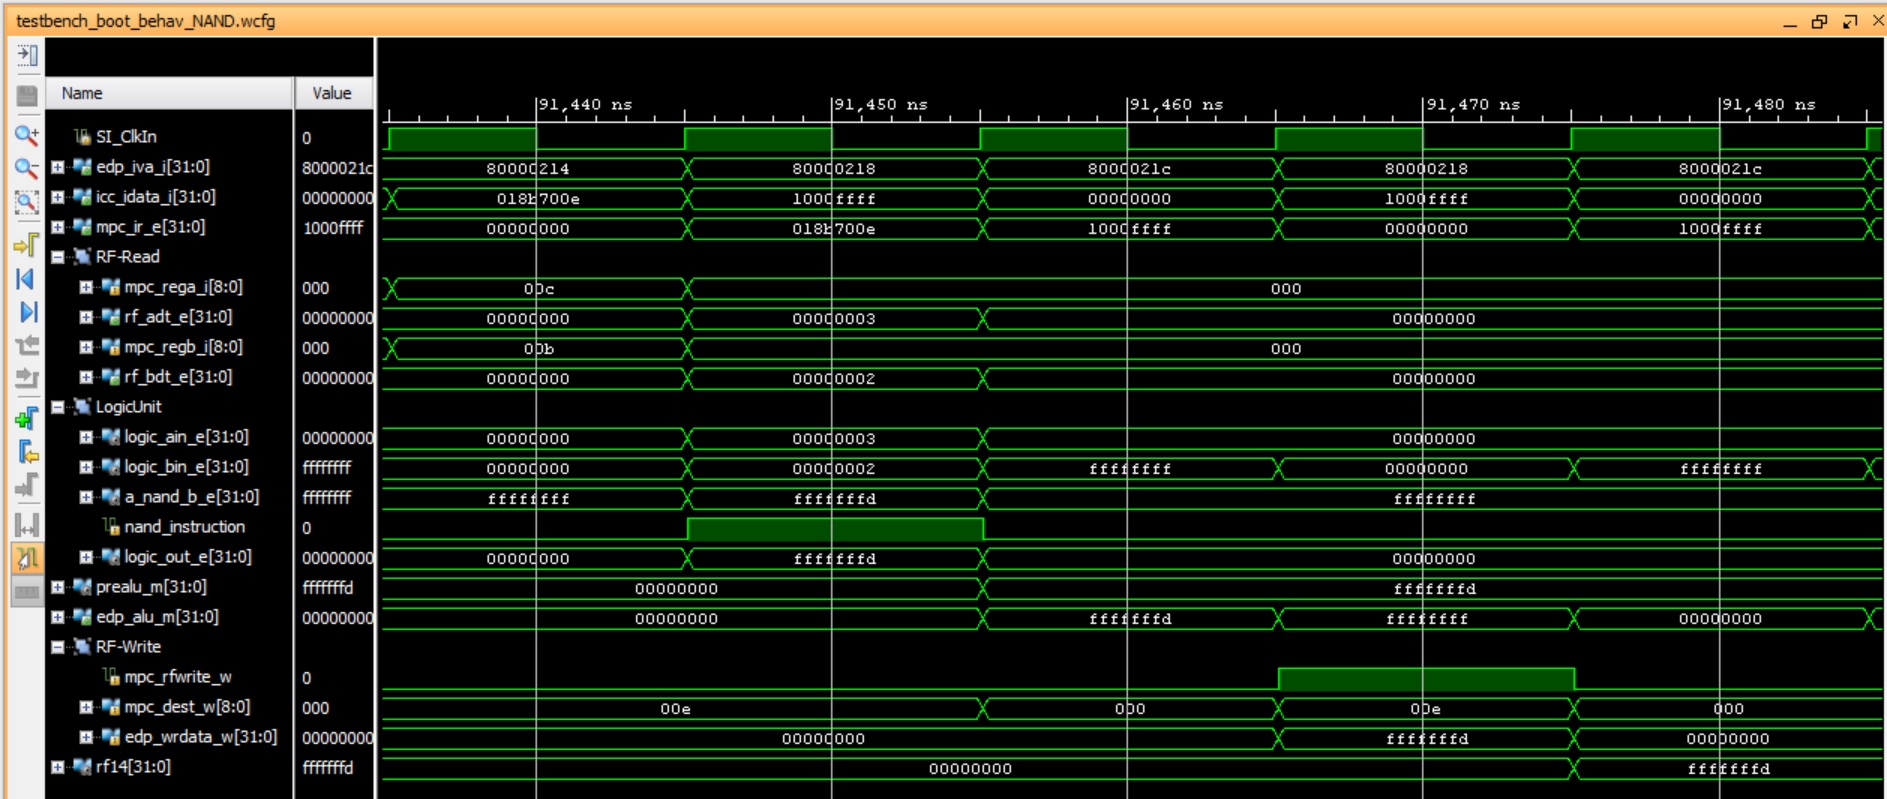 testbench_boot_behav_NAND.wcfg
Name Value
91,440 ns 91,450 ns 91,460 ns 91,470 ns 91,480 ns
SI_ClkIn 0
edp_iva_i[31:0] 8000021c 80000214 80000218 8000021c 80000218 8000021c
icc_idata_i[31:0] 00000000 018b700e 1000ffff 00000000 1000ffff 00000000
mpc_ir_e[31:0] 1000ffff 00000000 018b700e 1000ffff 00000000 1000ffff
RF-Read
mpc_rega_i[8:0] 000 00c 000
rf_adt_e[31:0] 00000000 00000000 00000003 00000000
mpc_regb_i[8:0] 000 00b 000
rf_bdt_e[31:0] 00000000 00000000 00000002 00000000
LogicUnit
logic_ain_e[31:0] 00000000 00000000 00000003 00000000
logic_bin_e[31:0] ffffffff 00000000 00000002 ffffffff 00000000 ffffffff
a_nand_b_e[31:0] ffffffff ffffffff fffffffd ffffffff
nand_instruction 0
logic_out_e[31:0] 00000000 00000000 fffffffd 00000000
prealu_m[31:0] fffffffd 00000000 fffffffd
edp_alu_m[31:0] 00000000 00000000 fffffffd ffffffff 00000000
RF-Write
mpc_rfwrite_w 0
mpc_dest_w[8:0] 000 00e 000 00e 000
edp_wrdata_w[31:0] 00000000 00000000 fffffffd 00000000
rf14[31:0] fffffffd 00000000 fffffffd